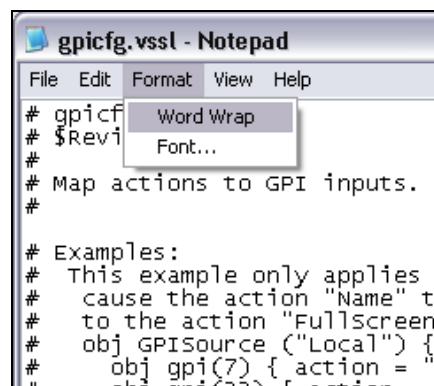 gpicfg.vssl - Notepad
File Edit Format View Help
# gpicf
Word Wrap
# $Revi
Font...
#
# Map actions to GPI inputs.
#
# Examples:
# This example only applies
# cause the action "Name" t
# to the action "FullScreen
# obj GPISource ("Local") {
# obj gpi(7) { action = "